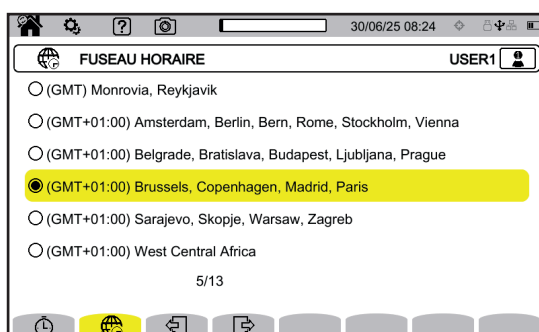 ? 30/06/25 08:24
FUSEAU HORAIRE USER1
(GMT) Monrovia, Reykjavik
(GMT+01:00) Amsterdam, Berlin, Bern, Rome, Stockholm, Vienna
(GMT+01:00) Belgrade, Bratislava, Budapest, Ljubljana, Prague
(GMT+01:00) Brussels, Copenhagen, Madrid, Paris
(GMT+01:00) Sarajevo, Skopje, Warsaw, Zagreb
(GMT+01:00) West Central Africa
5/13